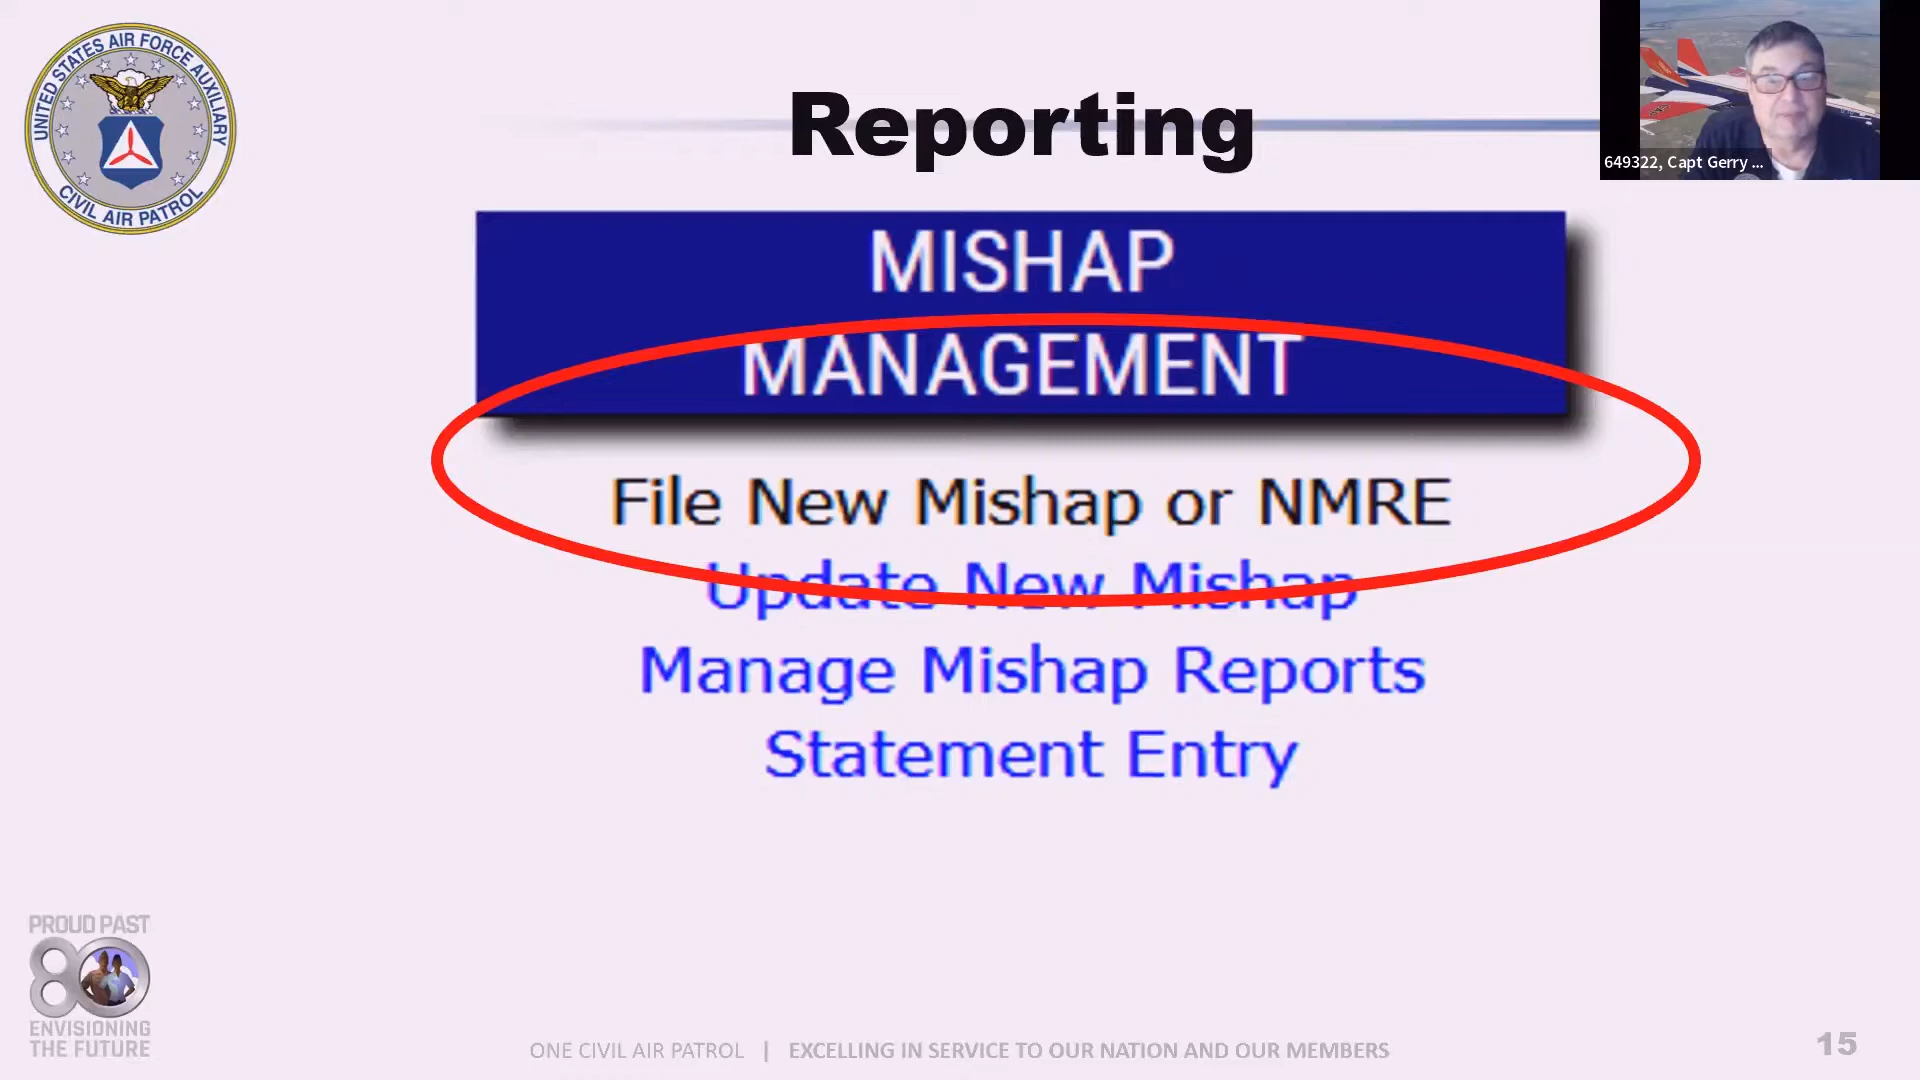 UNITED STATES AIR FORCE AUXILIARY
CIVIL AIR PATROL
Reporting
649322, Capt Gerry ...
MISHAP
MANAGEMENT
File New Mishap or NMRE
Update New Mishap
Manage Mishap Reports
Statement Entry
PROUD PAST
80
ENVISIONING
THE FUTURE
ONE CIVIL AIR PATROL | EXCELLING IN SERVICE TO OUR NATION AND OUR MEMBERS
15